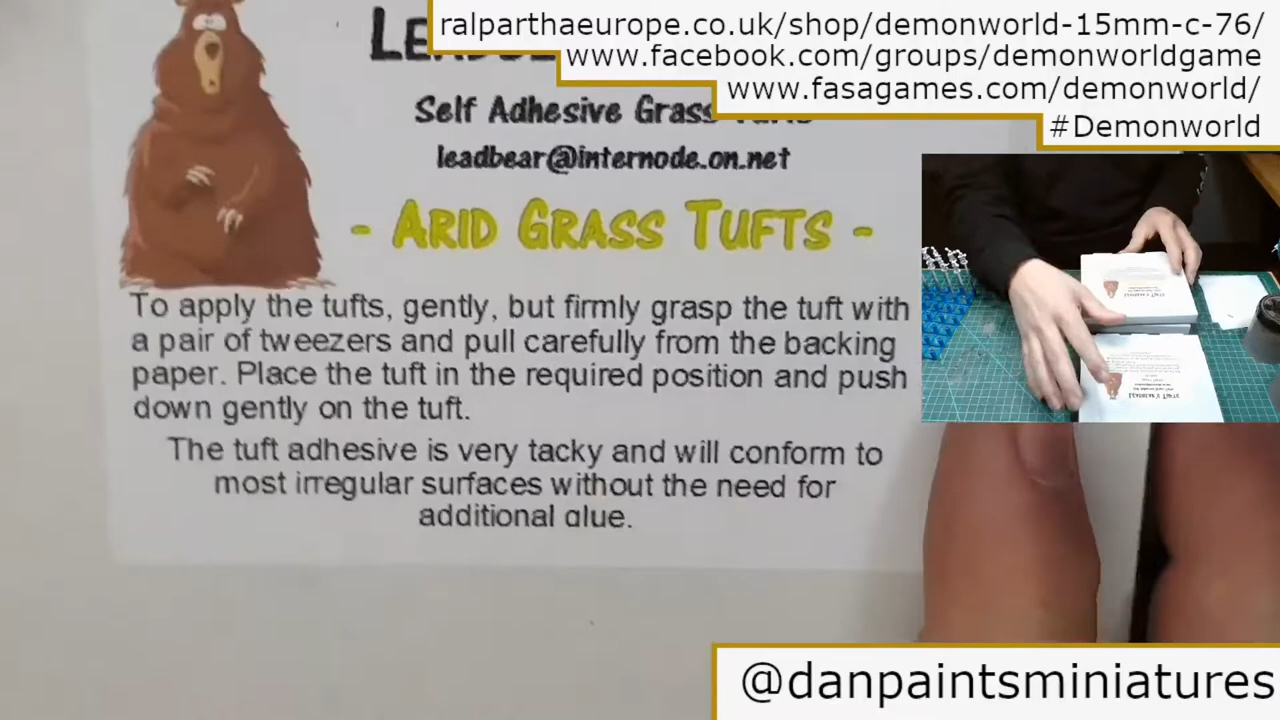 ralparthaeurope.co.uk/shop/demonworld-15mm-c-76/
www.facebook.com/groups/demonworldgame
www.fasagames.com/demonworld/
#Demonworld
Self Adhesive Grass
leadbear@internode.on.net
- ARID GRASS TUFTS -
To apply the tufts, gently, but firmly grasp the tuft with
a pair of tweezers and pull carefully from the backing
paper. Place the tuft in the required position and push
down gently on the tuft.
The tuft adhesive is very tacky and will conform to
most irregular surfaces without the need for
additional glue.
@danpaintsminiatures